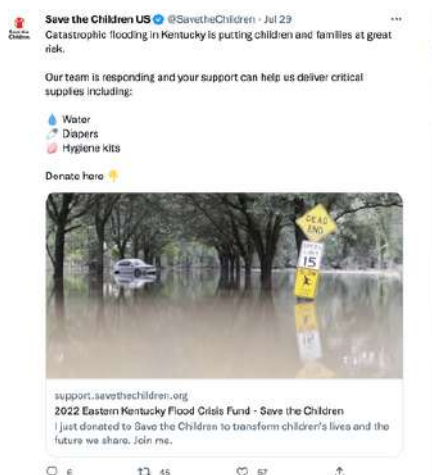 Save the Children US @SavetheChildren · Jul 29
Catastrophic flooding in Kentucky is putting children and families at great
risk.
Our team is responding and your support can help us deliver critical
supplies including:
Water
Diapers
Hygiene kits
Donate here
DEAD
END
15
support.savethechildren.org
2022 Eastern Kentucky Flood Crisis Fund - Save the Children
I just donated to Save the Children to transform children's lives and the
future we share. Join me.
6 45 57